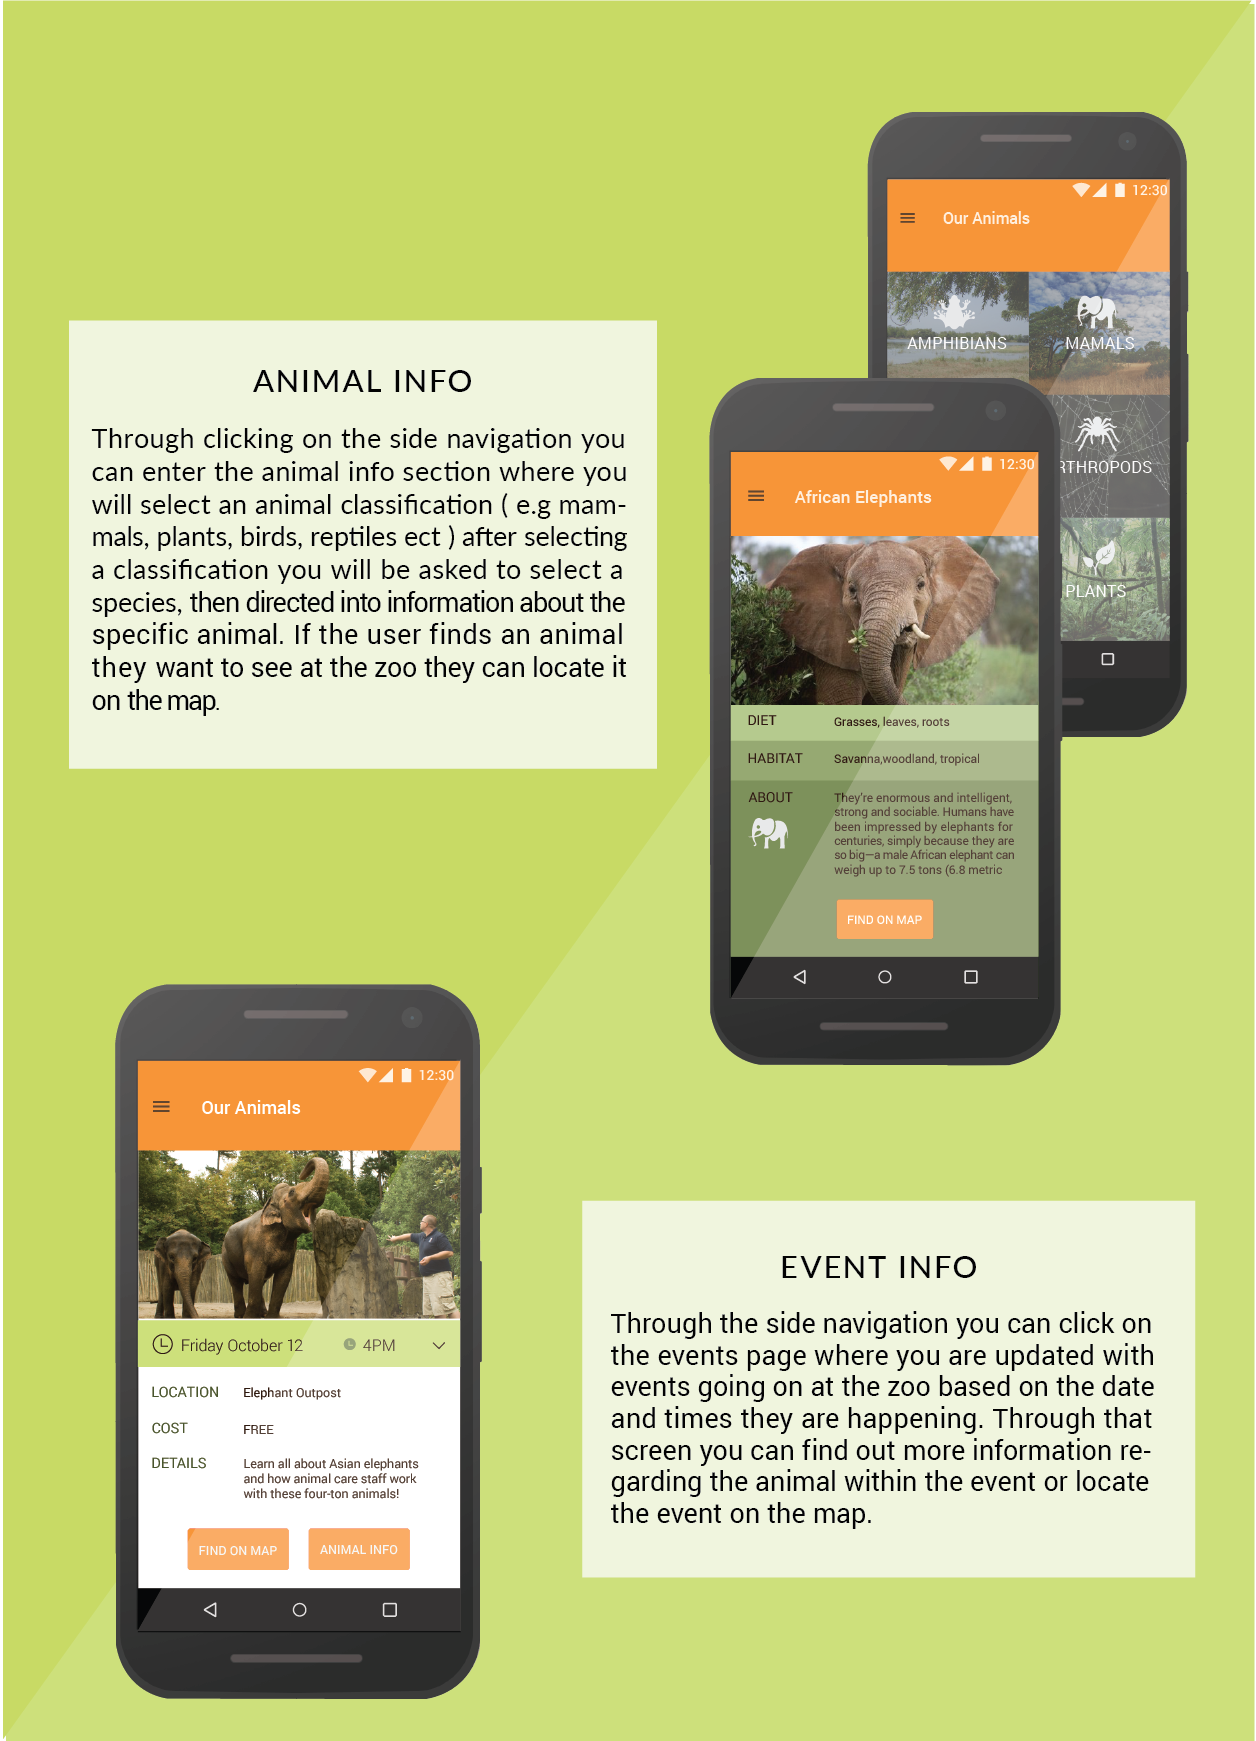 12:30
Our Animals
AMPHIBIANS
MAMALS
RTHROPODS
PLANTS
ANIMAL INFO
Through clicking on the side navigation you
can enter the animal info section where you
will select an animal classification ( e.g mam-
mals, plants, birds, reptiles ect ) after selecting
a classification you will be asked to select a
species, then directed into information about the
specific animal. If the user finds an animal
they want to see at the zoo they can locate it
on the map.
12:30
African Elephants
DIET Grasses, leaves, roots
HABITAT Savanna,woodland, tropical
ABOUT They're enormous and intelligent,
strong and sociable. Humans have
been impressed by elephants for
centuries, simply because they are
so big—a male African elephant can
weigh up to 7.5 tons (6.8 metric
FIND ON MAP
12:30
Our Animals
Friday October 12 4PM
LOCATION Elephant Outpost
COST FREE
DETAILS Learn all about Asian elephants
and how animal care staff work
with these four-ton animals!
FIND ON MAP ANIMAL INFO
EVENT INFO
Through the side navigation you can click on
the events page where you are updated with
events going on at the zoo based on the date
and times they are happening. Through that
screen you can find out more information re-
garding the animal within the event or locate
the event on the map.